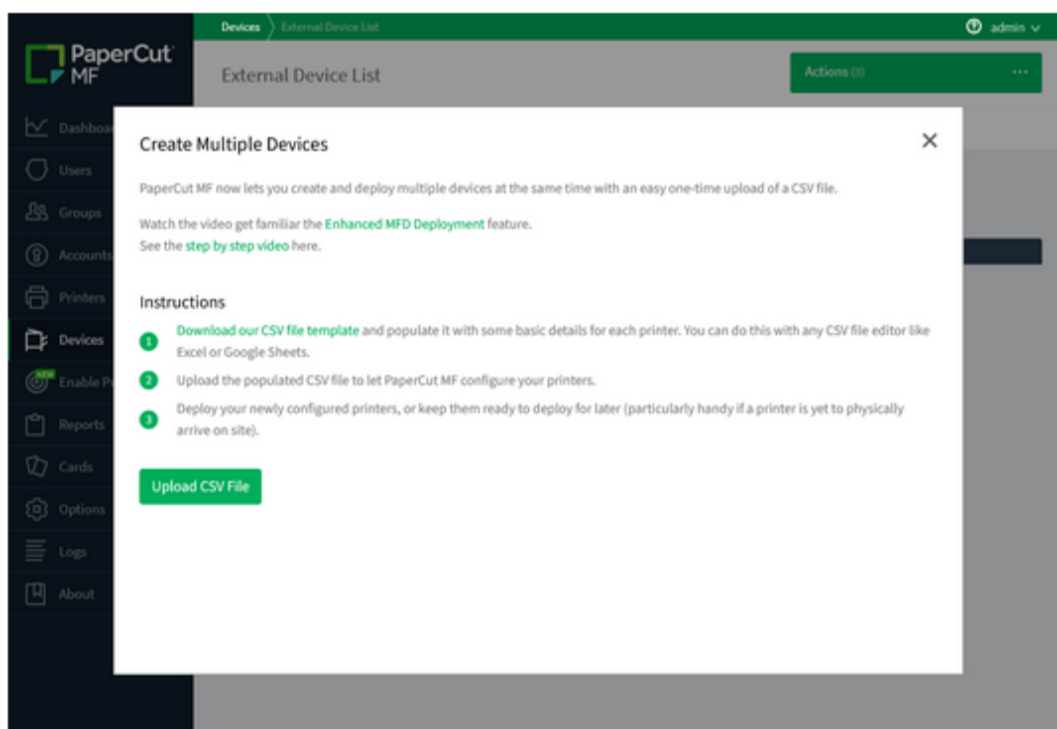 Devices
External Device List
admin
PaperCut
MF
External Device List
Actions (3)
...
Dashboa
Users
Groups
Accounts
Printers
Devices
NEW
Enable P
Reports
Cards
Options
Logs
About
Create Multiple Devices
PaperCut MF now lets you create and deploy multiple devices at the same time with an easy one-time upload of a CSV file.
Watch the video get familiar the Enhanced MFD Deployment feature.
See the step by step video here.
Instructions
1 Download our CSV file template and populate it with some basic details for each printer. You can do this with any CSV file editor like
Excel or Google Sheets.
2 Upload the populated CSV file to let PaperCut MF configure your printers.
3 Deploy your newly configured printers, or keep them ready to deploy for later (particularly handy if a printer is yet to physically
arrive on site).
Upload CSV File